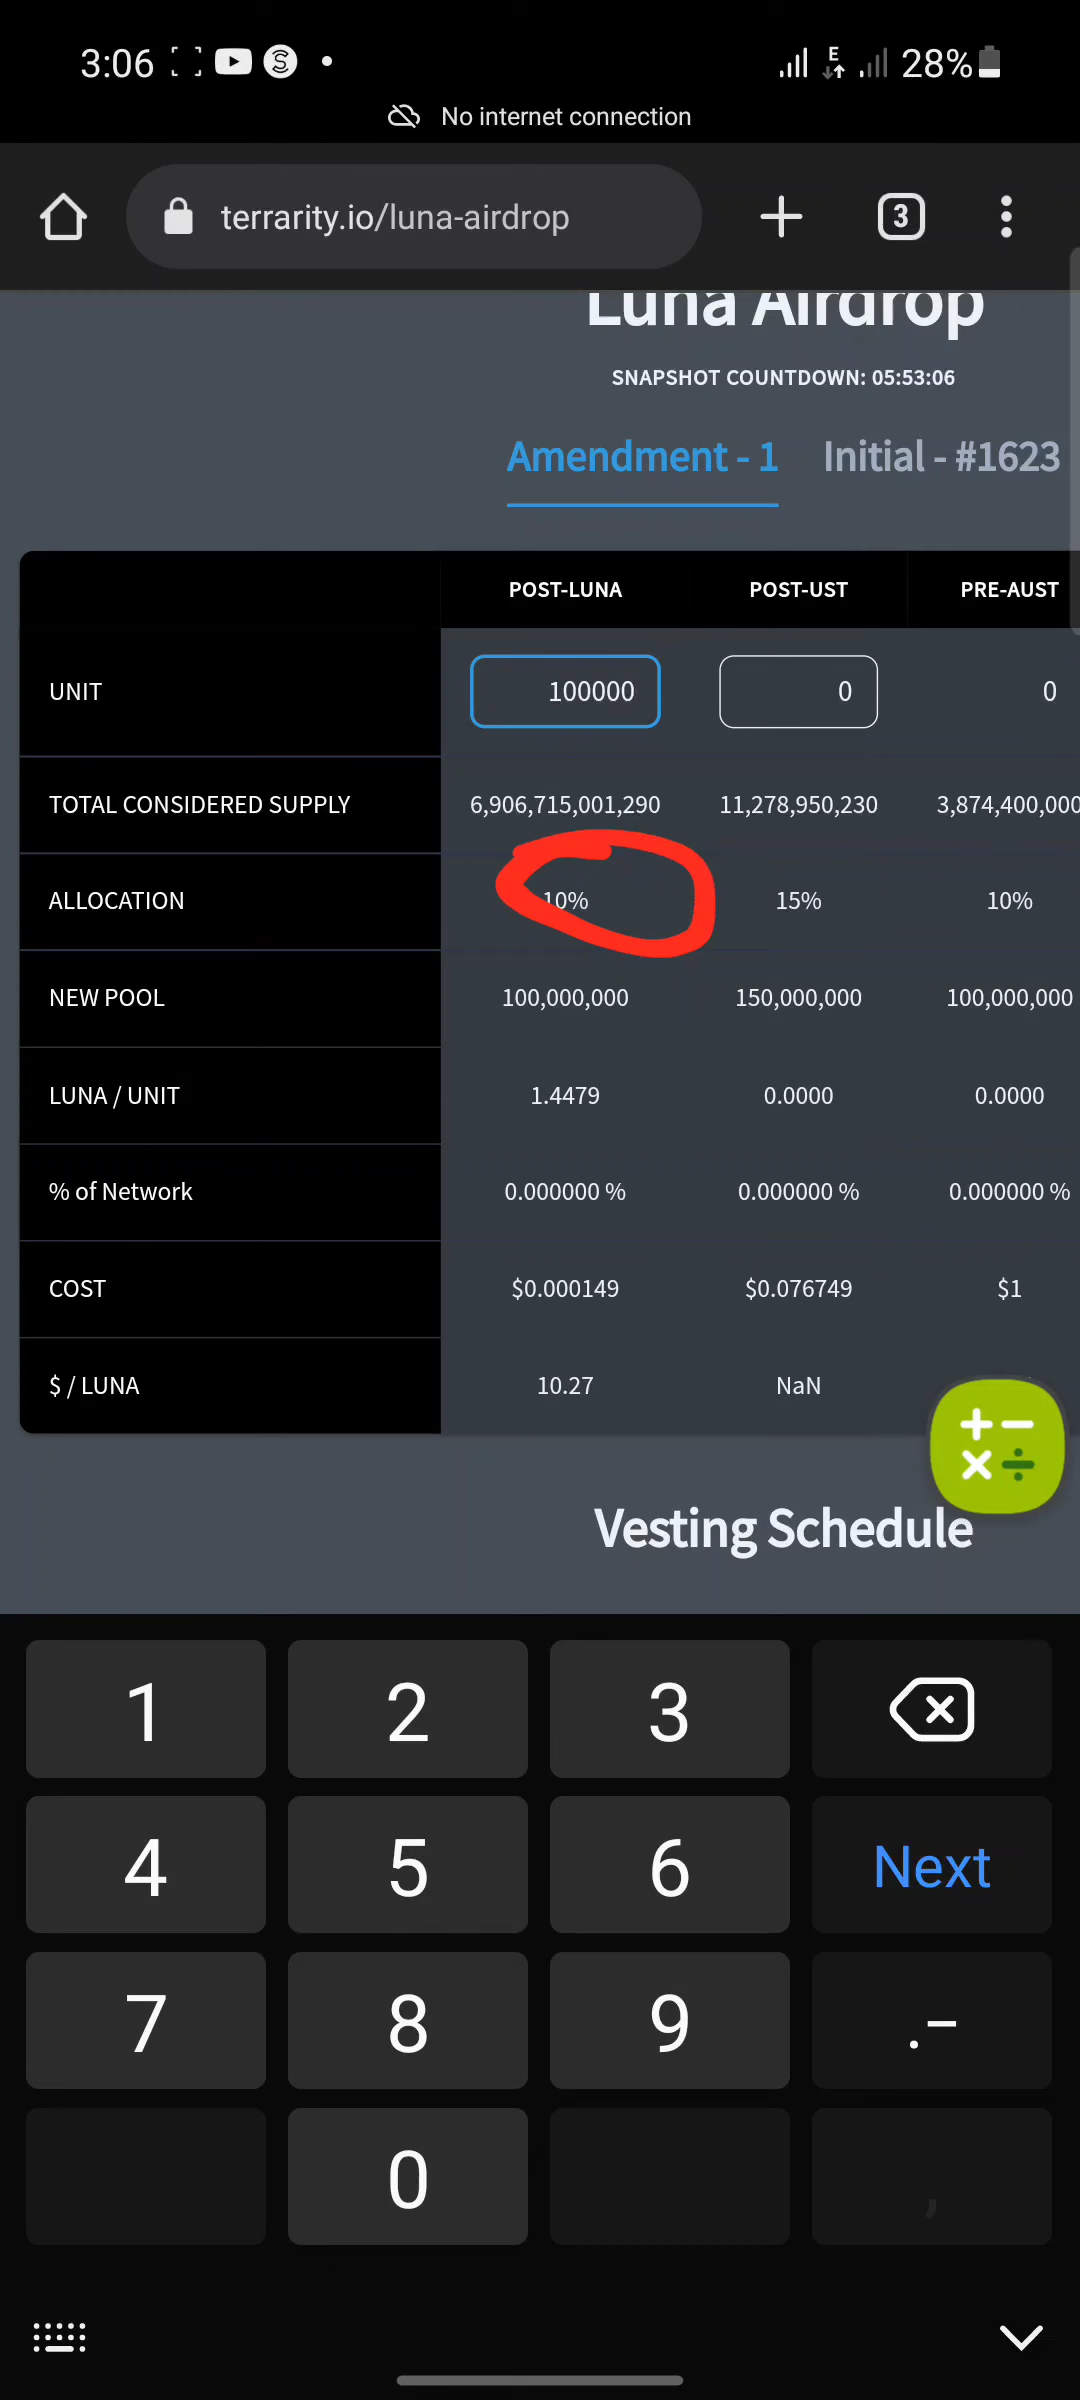 3:06 E 28%
No internet connection
terrarity.io/luna-airdrop 3
Luna Airdrop
SNAPSHOT COUNTDOWN: 05:53:06
Amendment - 1 Initial - #1623
POST-LUNA POST-UST PRE-AUST
UNIT 100000 0 0
TOTAL CONSIDERED SUPPLY 6,906,715,001,290 11,278,950,230 3,874,400,000
ALLOCATION 10% 15% 10%
NEW POOL 100,000,000 150,000,000 100,000,000
LUNA / UNIT 1.4479 0.0000 0.0000
% of Network 0.000000 % 0.000000 % 0.000000 %
COST $0.000149 $0.076749 $1
$ / LUNA 10.27 NaN
Vesting Schedule
1 2 3
4 5 6 Next
7 8 9 .-
0 ,